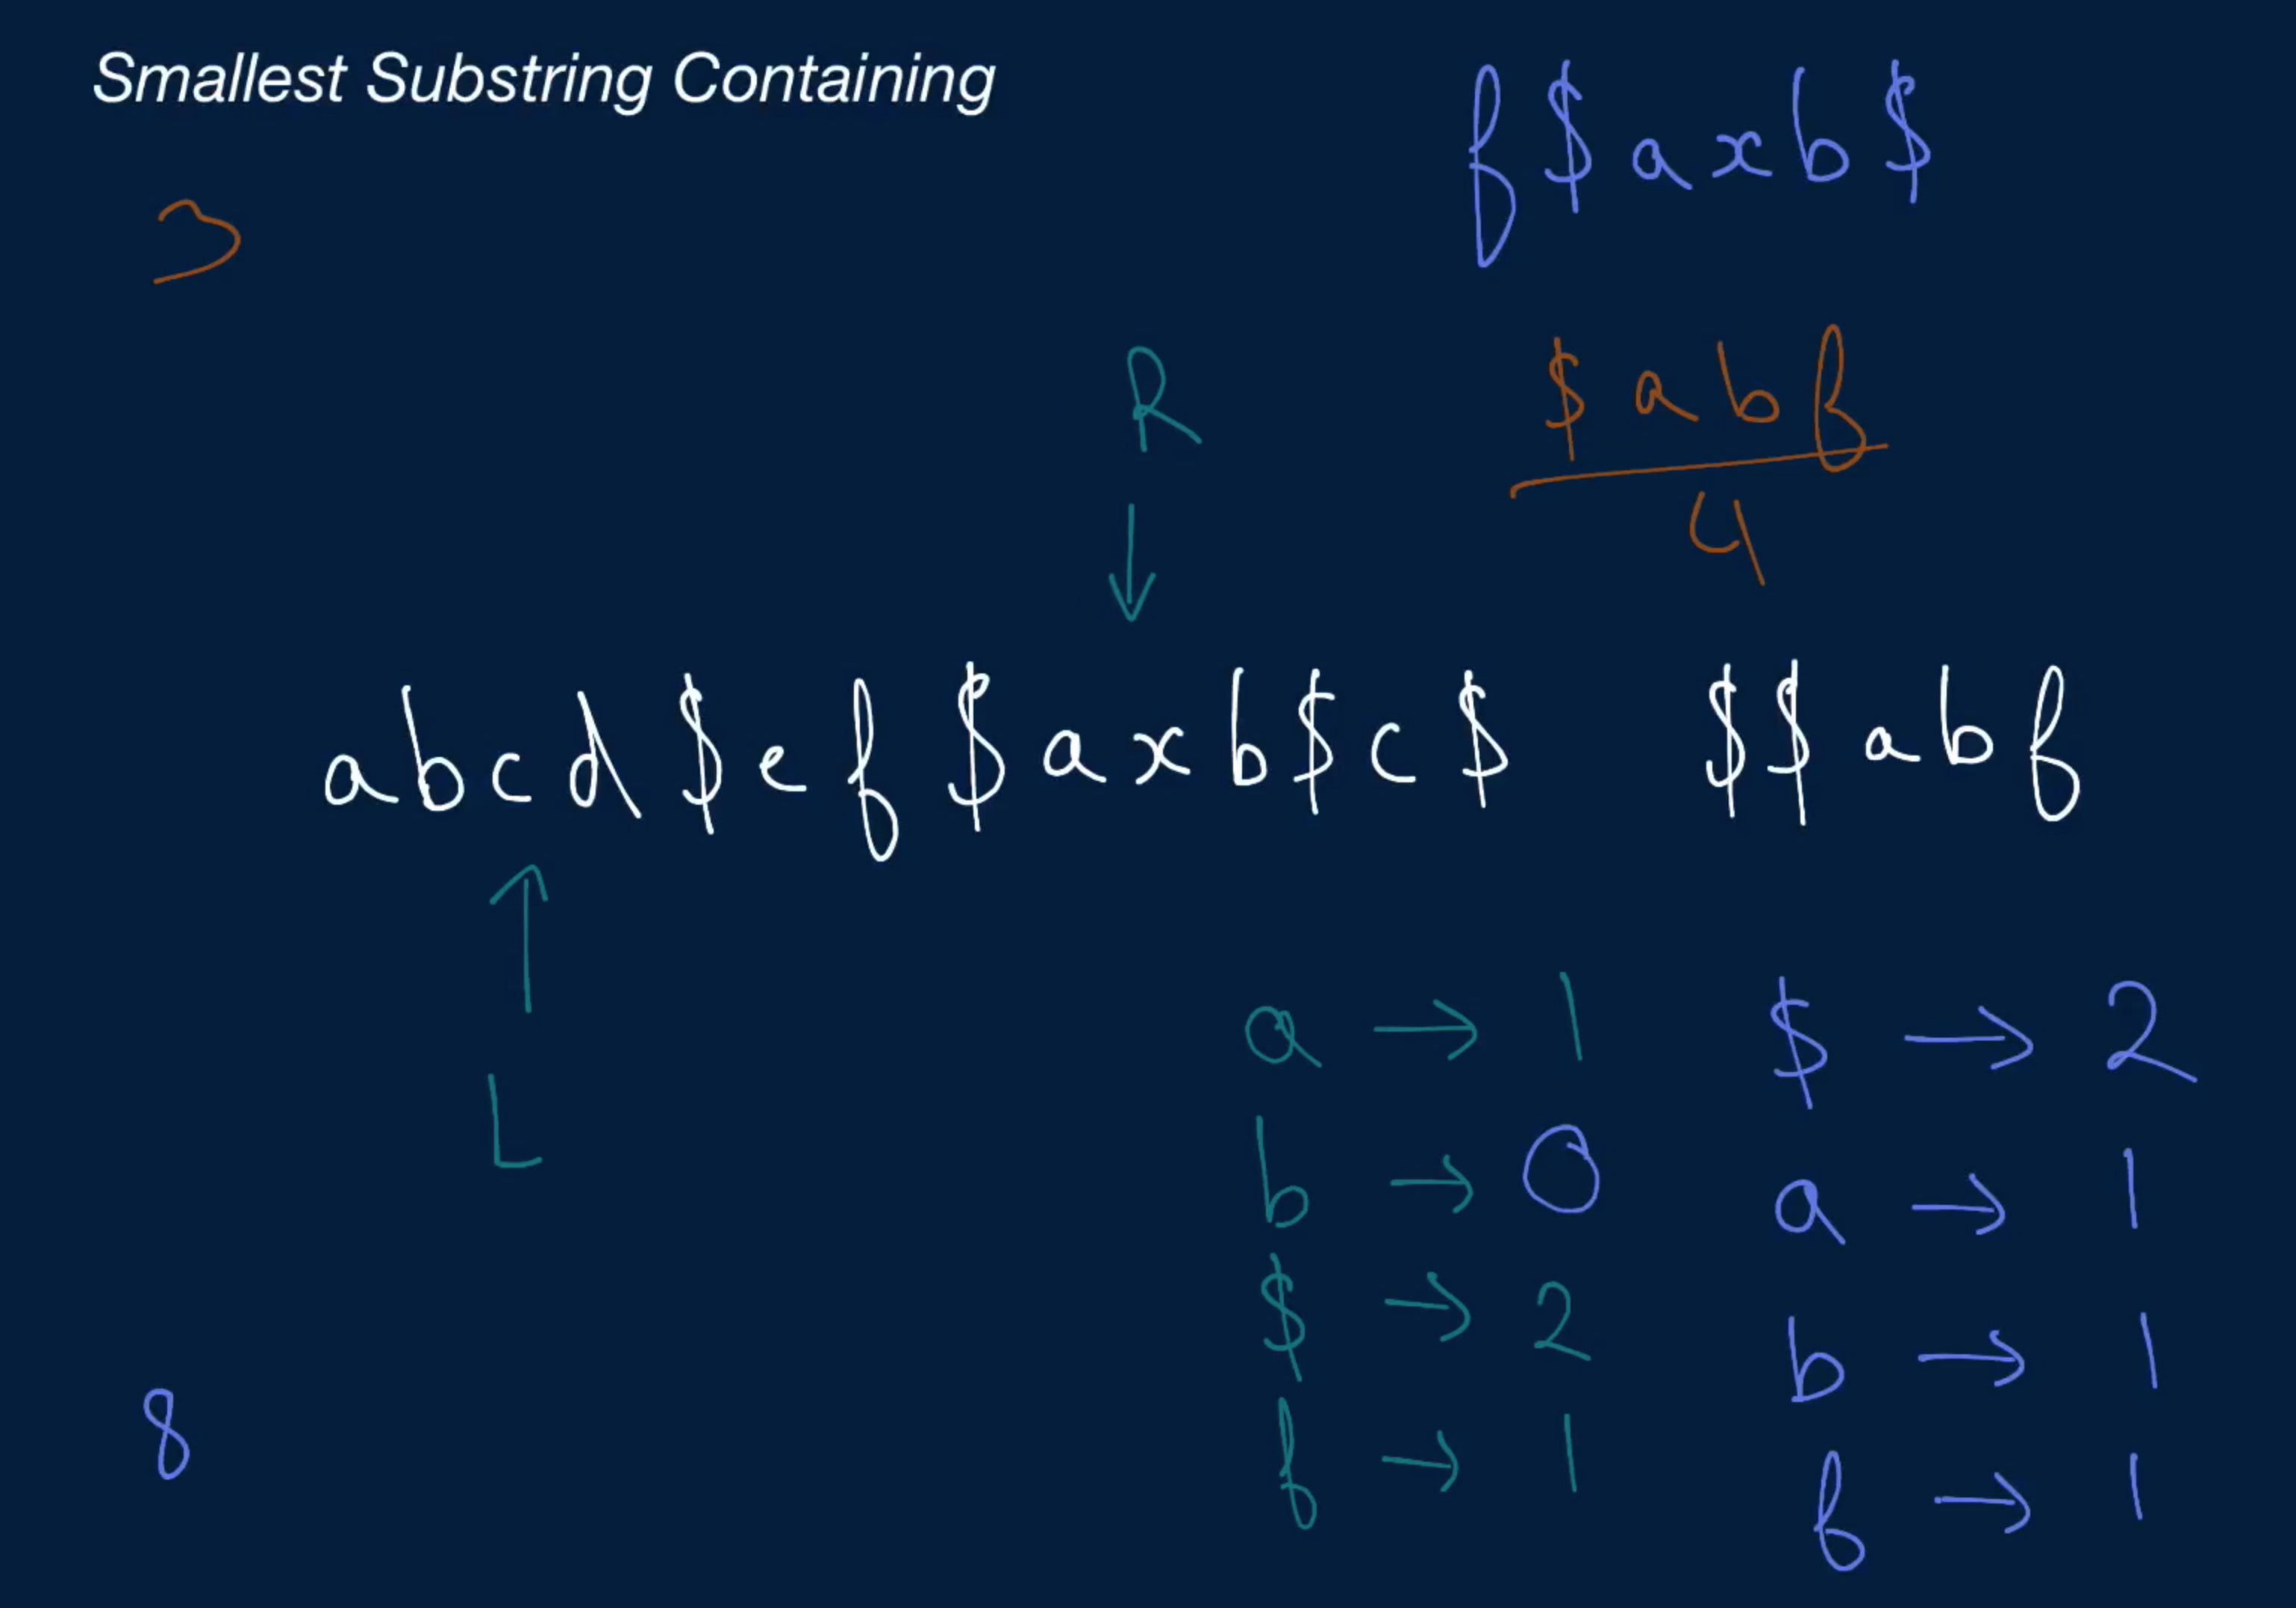 Smallest Substring Containing
f$axb$
3
R
$abf
4
abcd$ef$axb$c$ $$abf
L
a → 1 $ → 2
b → 0 a → 1
$ → 2 b → 1
f → 1 f → 1
8